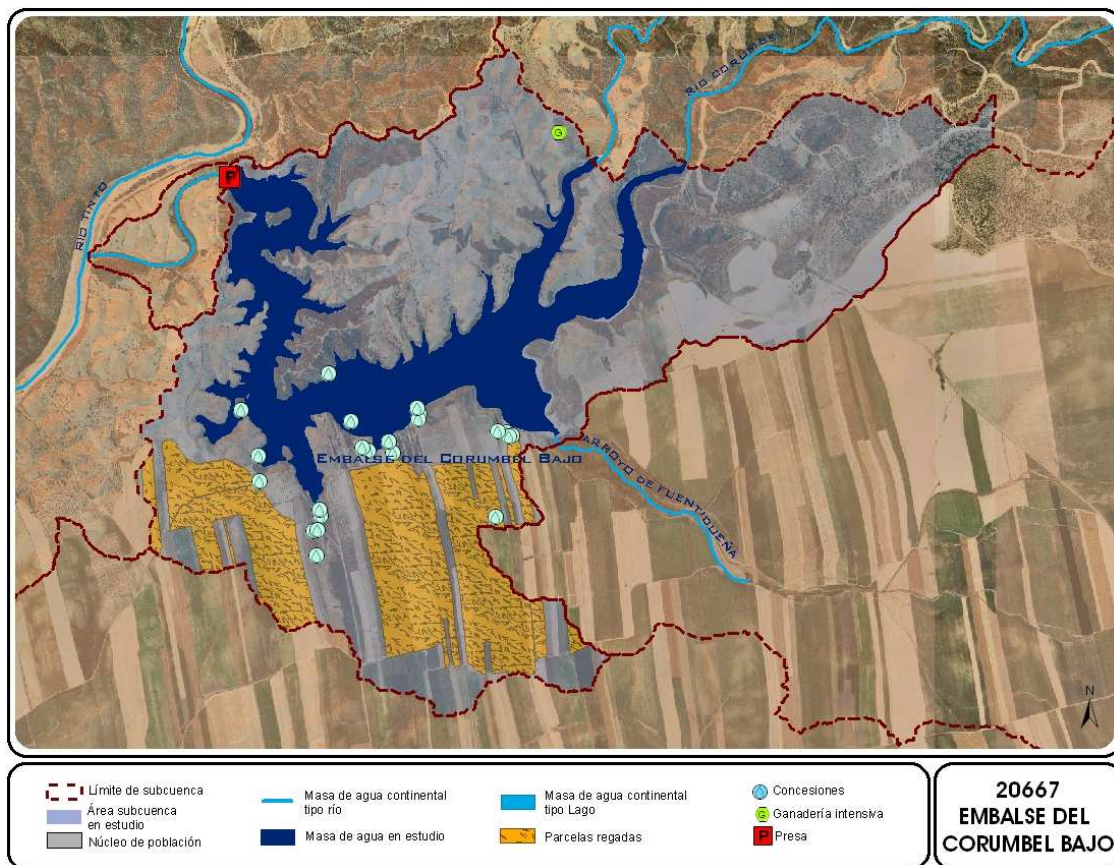 RIO CORUMBEL
RIO TINTO
P
G
EMBALSE DEL CORUMBEL BAJO
ARROYO DE FUENTIDUEÑA
N
Límite de subcuenca
Área subcuenca
en estudio
Núcleo de población
Masa de agua continental
tipo río
Masa de agua en estudio
Masa de agua continental
tipo Lago
Parcelas regadas
Concesiones
G Ganadería intensiva
P Presa
20667
EMBALSE DEL
CORUMBEL BAJO